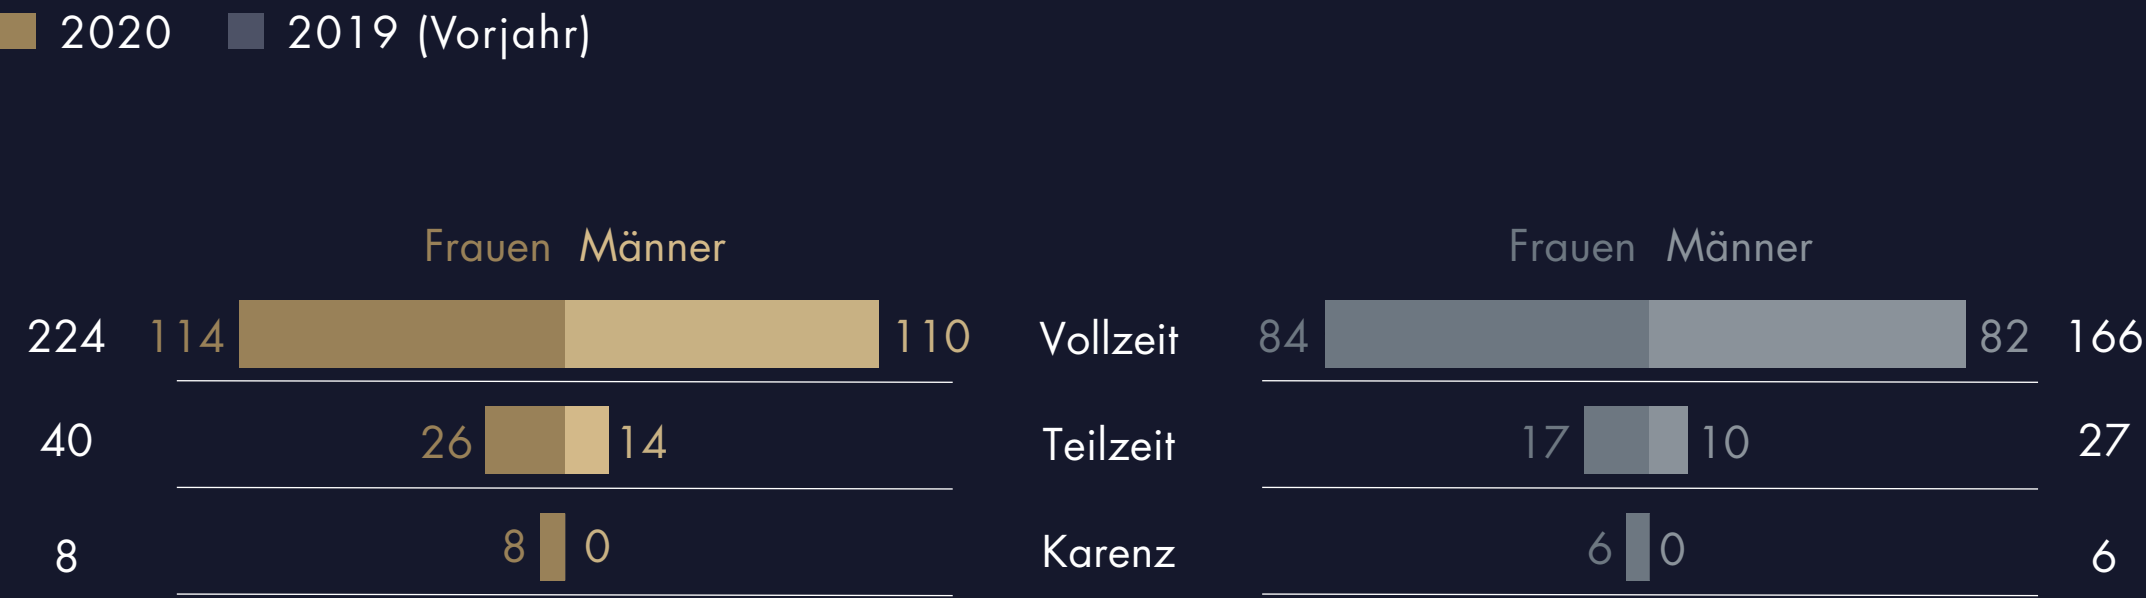 2020 2019 (Vorjahr)
Frauen Männer Frauen Männer
224 114 110 Vollzeit 84 82 166
40 26 14 Teilzeit 17 10 27
8 8 0 Karenz 6 0 6